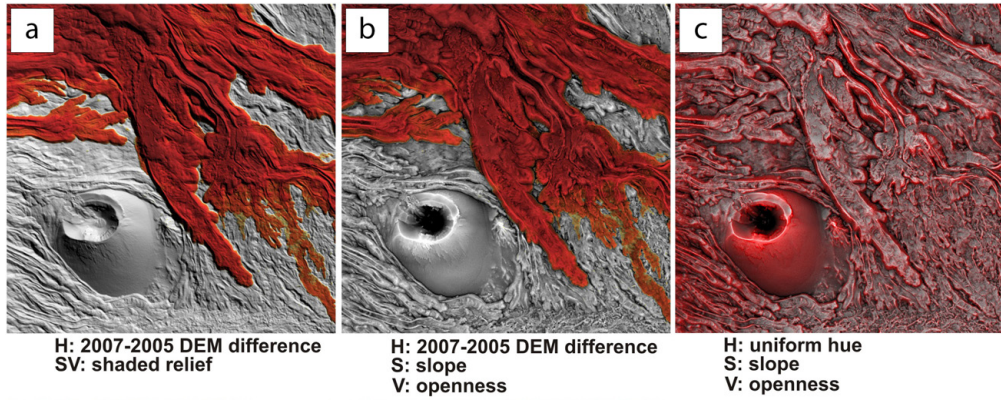 a
b
c
H: 2007-2005 DEM difference
SV: shaded relief
H: 2007-2005 DEM difference
S: slope
V: openness
H: uniform hue
S: slope
V: openness